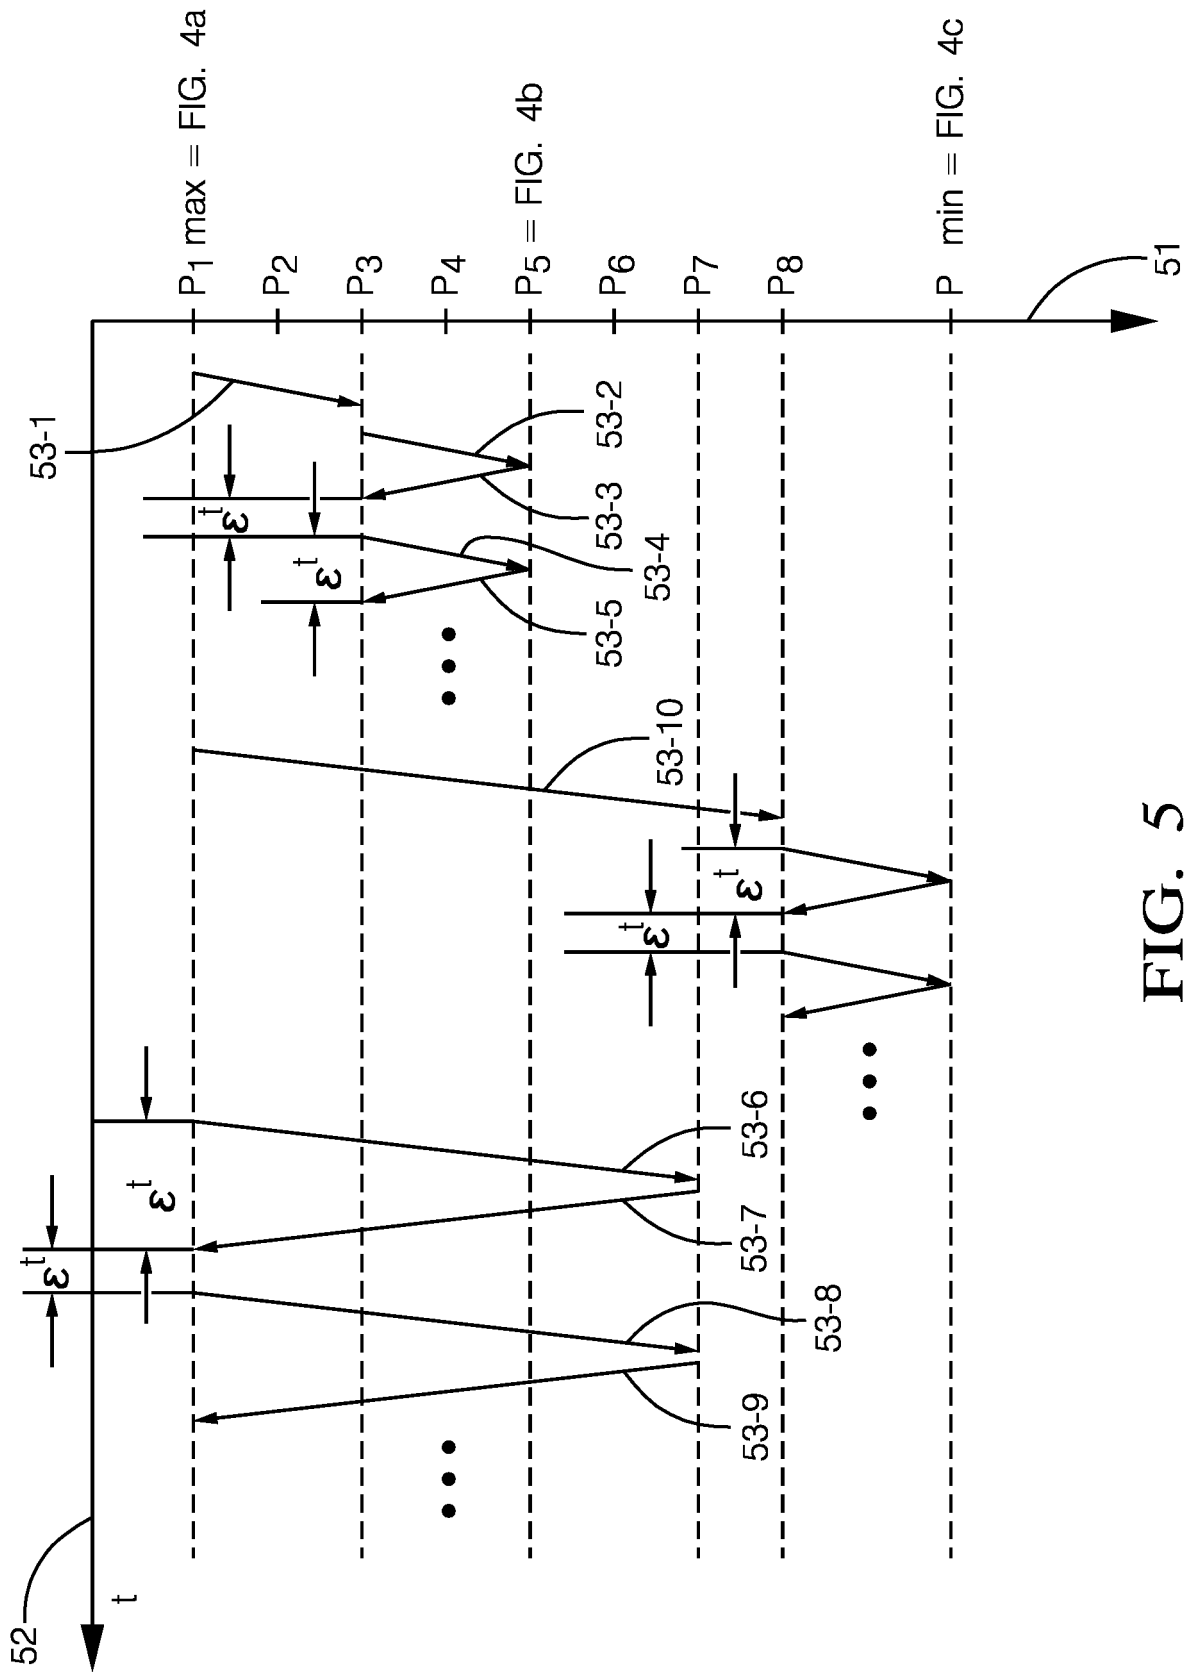 P1 max = FIG. 4a
P2
P3
P4
P5 = FIG. 4b
P6
P7
P8
P min = FIG. 4c
51
53-1
53-2
53-3
εt
53-4
εt
53-5
53-10
εt
εt
53-6
εt
53-7
εt
53-8
53-9
52
t
FIG. 5